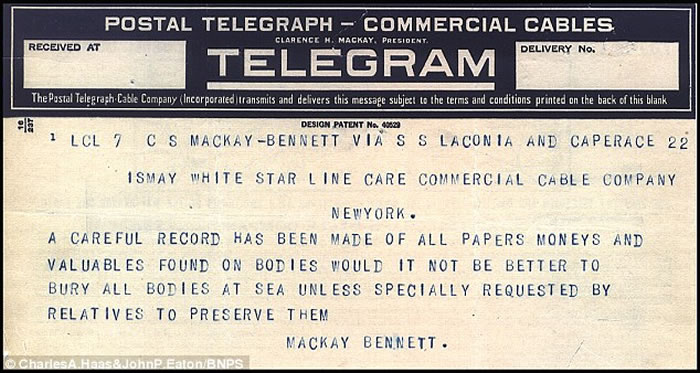 POSTAL TELEGRAPH – COMMERCIAL CABLES
CLARENCE H. MACKAY, PRESIDENT.
RECEIVED AT
TELEGRAM
DELIVERY No.
The Postal Telegraph-Cable Company (Incorporated) transmits and delivers this message subject to the terms and conditions printed on the back of this blank
16
237
DESIGN PATENT No. 40529
1 LCL 7 C S MACKAY-BENNETT VIA S S LACONIA AND CAPERACE 22
ISMAY WHITE STAR LINE CARE COMMERCIAL CABLE COMPANY
NEWYORK.
A CAREFUL RECORD HAS BEEN MADE OF ALL PAPERS MONEYS AND
VALUABLES FOUND ON BODIES WOULD IT NOT BE BETTER TO
BURY ALL BODIES AT SEA UNLESS SPECIALLY REQUESTED BY
RELATIVES TO PRESERVE THEM
MACKAY BENNETT.
© CharlesA.Haas&JohnP.Eaton/BNPS